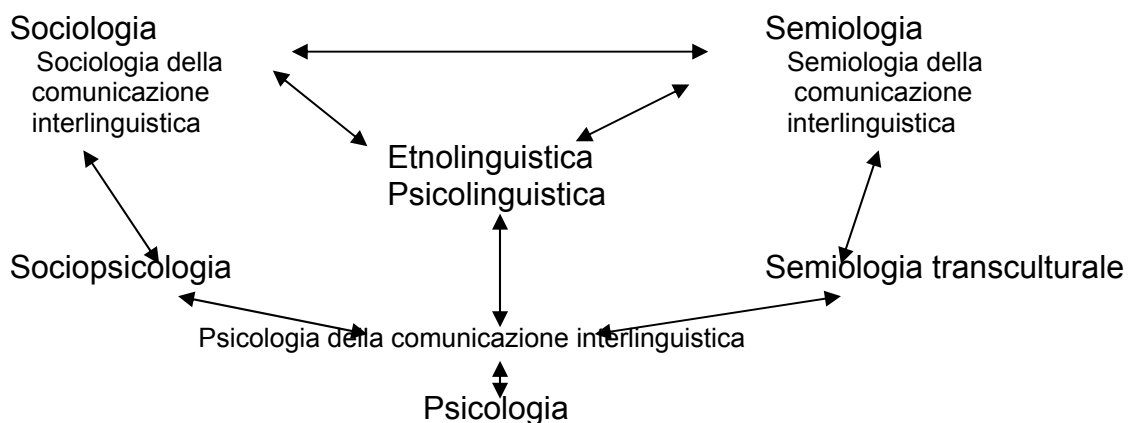 Sociologia
Sociologia della
comunicazione
interlinguistica
Semiologia
Semiologia della
comunicazione
interlinguistica
Etnolinguistica
Psicolinguistica
Sociopsicologia
Semiologia transculturale
Psicologia della comunicazione interlinguistica
Psicologia